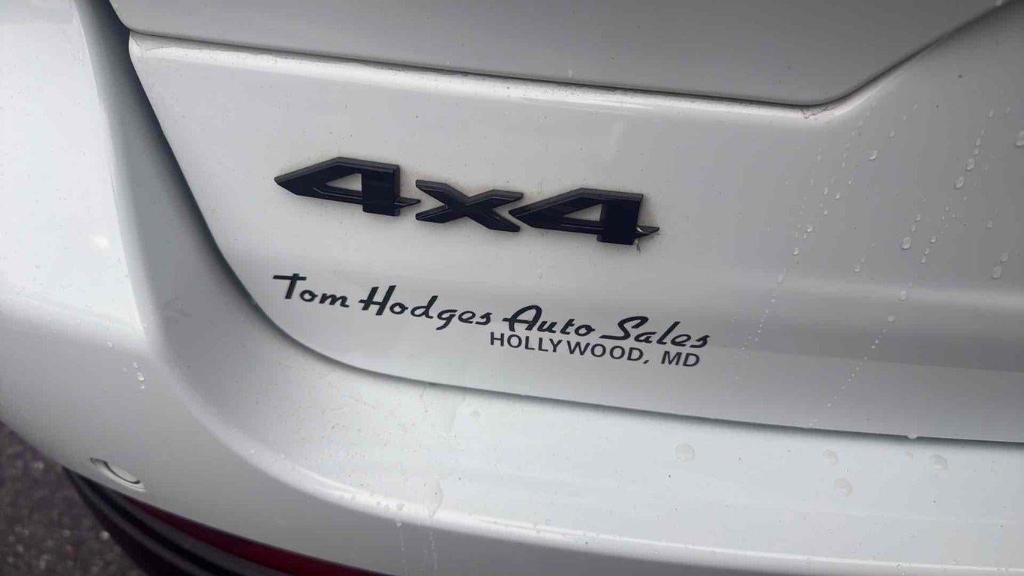 4x4
Tom Hodges Auto Sales
HOLLYWOOD, MD